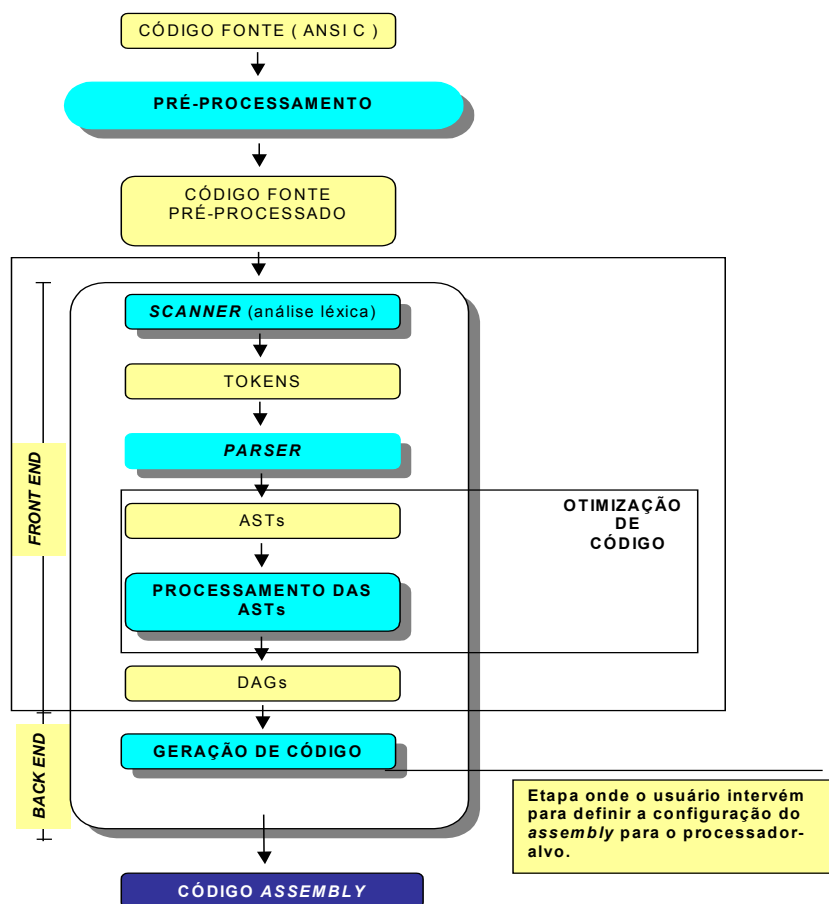 CÓDIGO FONTE ( ANSI C )
PRÉ-PROCESSAMENTO
CÓDIGO FONTE
PRÉ-PROCESSADO
SCANNER (análise léxica)
TOKENS
PARSER
FRONT END
ASTs
OTIMIZAÇÃO
DE
CÓDIGO
PROCESSAMENTO DAS
ASTs
DAGs
BACK END
GERAÇÃO DE CÓDIGO
Etapa onde o usuário intervém
para definir a configuração do
assembly para o processador-
alvo.
CÓDIGO ASSEMBLY